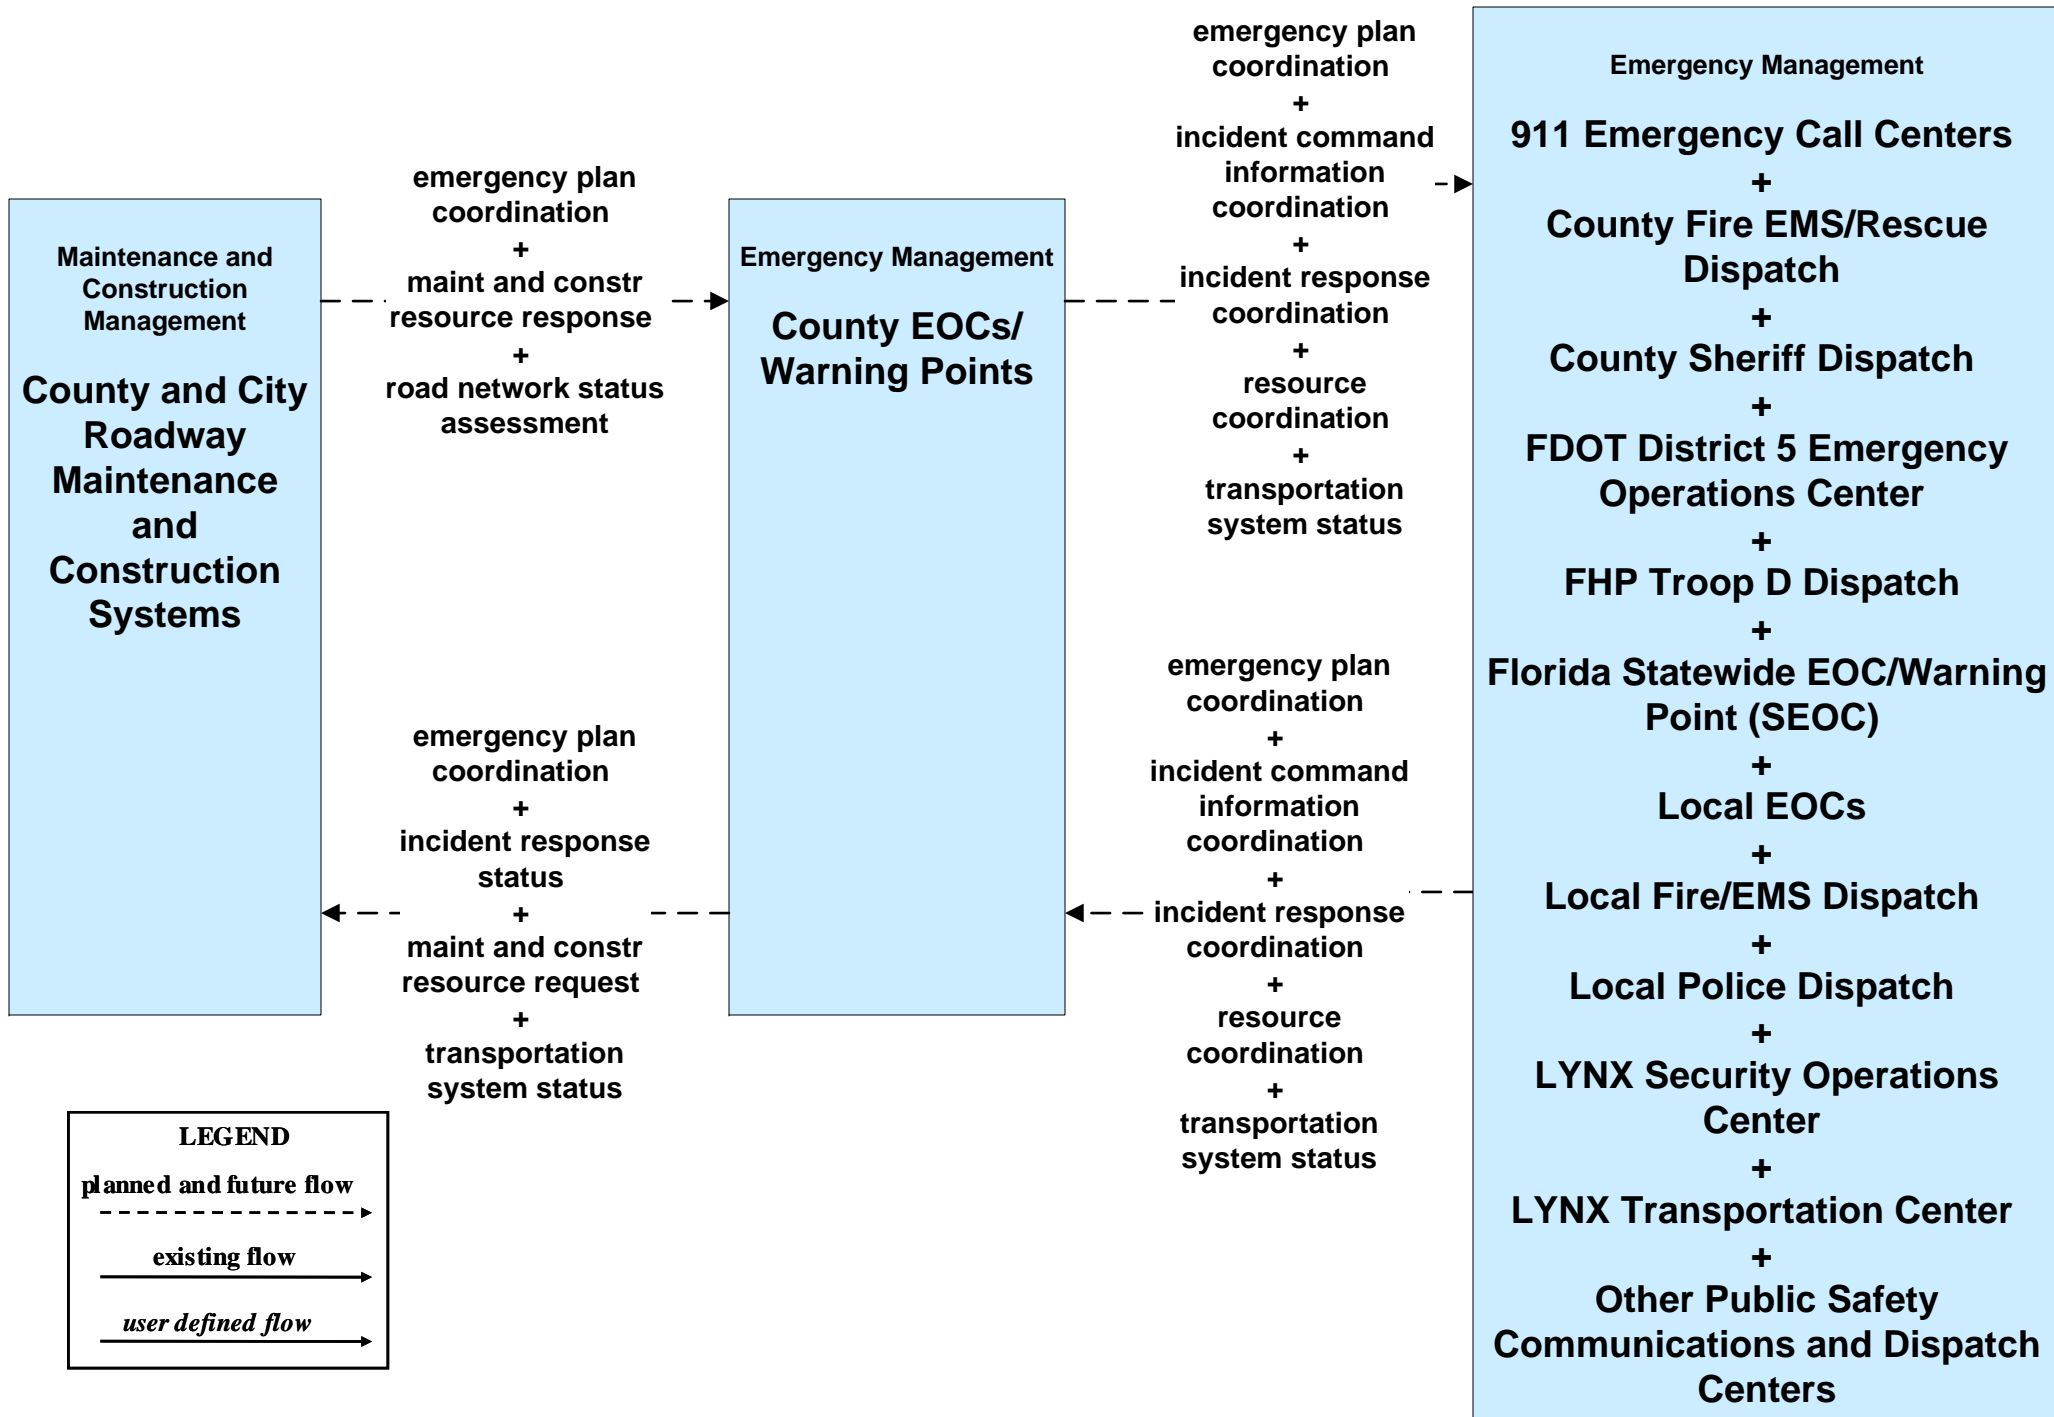 Maintenance and
Construction
Management
County and City
Roadway
Maintenance
and
Construction
Systems
emergency plan
coordination
+
maint and constr
resource response
+
road network status
assessment
emergency plan
coordination
+
incident response
status
+
maint and constr
resource request
+
transportation
system status
Emergency Management
County EOCs/
Warning Points
emergency plan
coordination
+
incident command
information
coordination
+
incident response
coordination
+
resource
coordination
+
transportation
system status
emergency plan
coordination
+
incident command
information
coordination
+
incident response
coordination
+
resource
coordination
+
transportation
system status
Emergency Management
911 Emergency Call Centers
+
County Fire EMS/Rescue
Dispatch
+
County Sheriff Dispatch
+
FDOT District 5 Emergency
Operations Center
+
FHP Troop D Dispatch
+
Florida Statewide EOC/Warning
Point (SEOC)
+
Local EOCs
+
Local Fire/EMS Dispatch
+
Local Police Dispatch
+
LYNX Security Operations
Center
+
LYNX Transportation Center
+
Other Public Safety
Communications and Dispatch
Centers
LEGEND
planned and future flow
existing flow
user defined flow